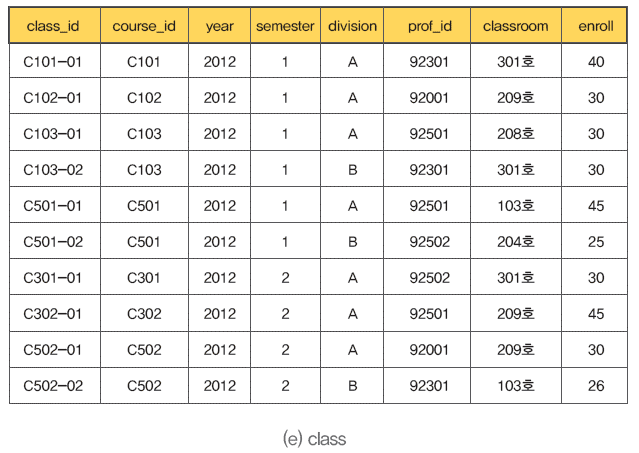 class_id course_id year semester division prof_id classroom enroll
C101-01 C101 2012 1 A 92301 301호 40
C102-01 C102 2012 1 A 92001 209호 30
C103-01 C103 2012 1 A 92501 208호 30
C103-02 C103 2012 1 B 92301 301호 30
C501-01 C501 2012 1 A 92501 103호 45
C501-02 C501 2012 1 B 92502 204호 25
C301-01 C301 2012 2 A 92502 301호 30
C302-01 C302 2012 2 A 92501 209호 45
C502-01 C502 2012 2 A 92001 209호 30
C502-02 C502 2012 2 B 92301 103호 26
(e) class